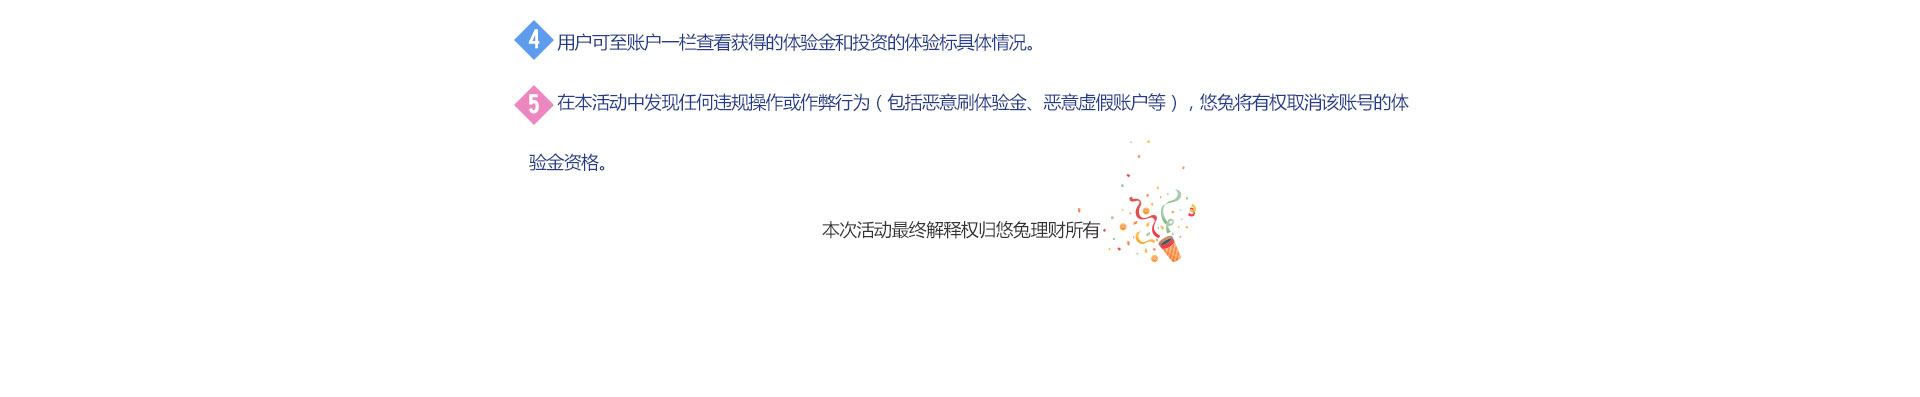 4 用户可至账户一栏查看获得的体验金和投资的体验标具体情况。
5 在本活动中发现任何违规操作或作弊行为（包括恶意刷体验金、恶意虚假账户等），悠兔将有权取消该账号的体
验金资格。
本次活动最终解释权归悠兔理财所有